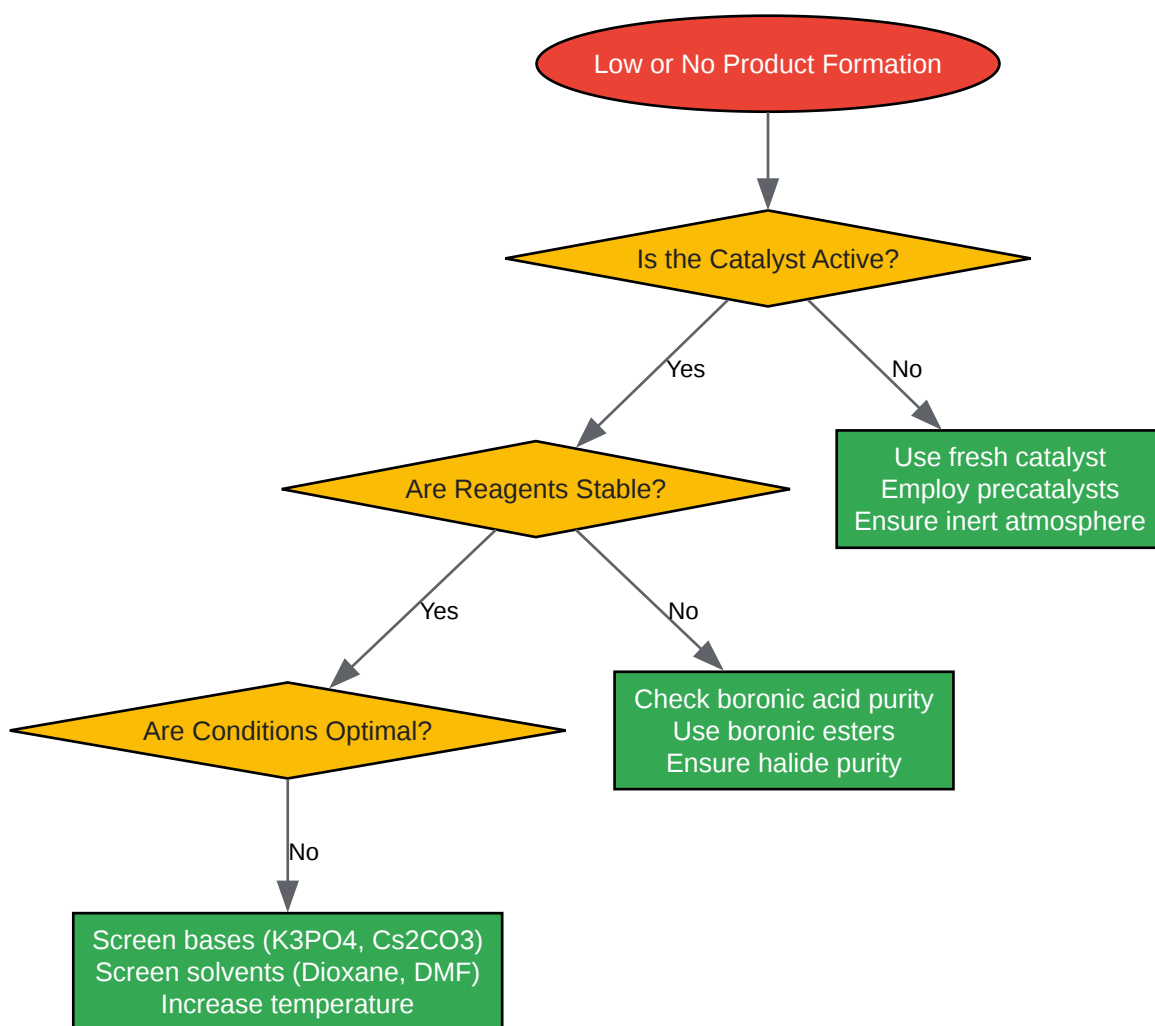 Low or No Product Formation
Is the Catalyst Active?
Yes
No
Use fresh catalyst
Employ precatalysts
Ensure inert atmosphere
Are Reagents Stable?
Yes
No
Check boronic acid purity
Use boronic esters
Ensure halide purity
Are Conditions Optimal?
No
Screen bases (K3PO4, Cs2CO3)
Screen solvents (Dioxane, DMF)
Increase temperature